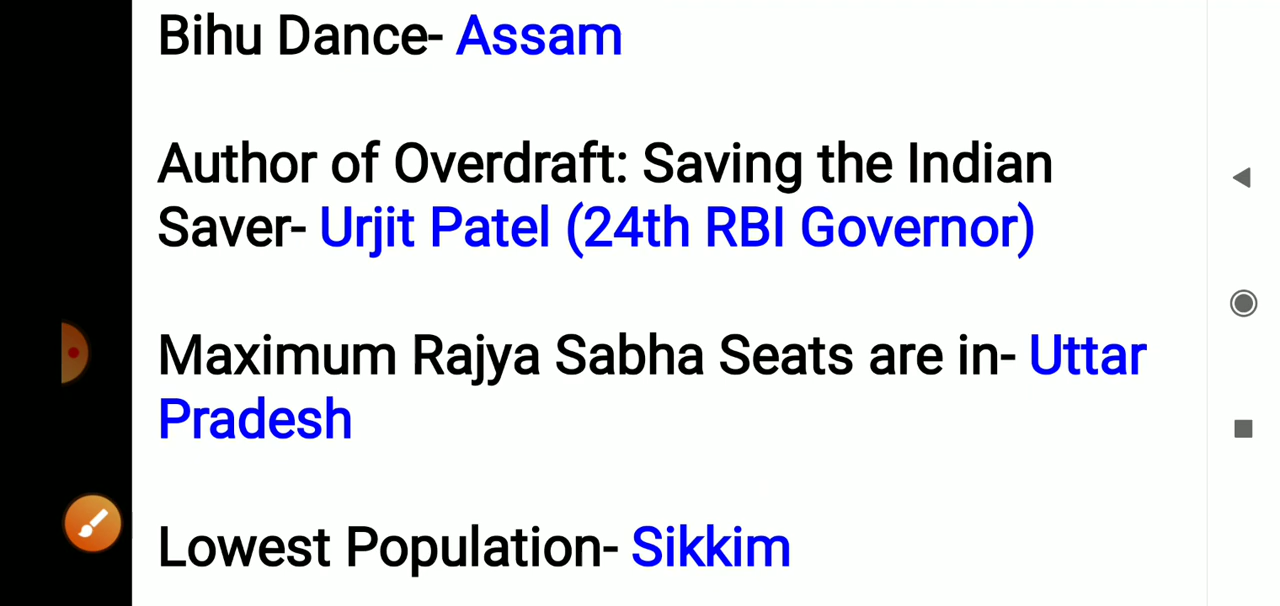 Bihu Dance- Assam
Author of Overdraft: Saving the Indian
Saver- Urjit Patel (24th RBI Governor)
Maximum Rajya Sabha Seats are in- Uttar
Pradesh
Lowest Population- Sikkim